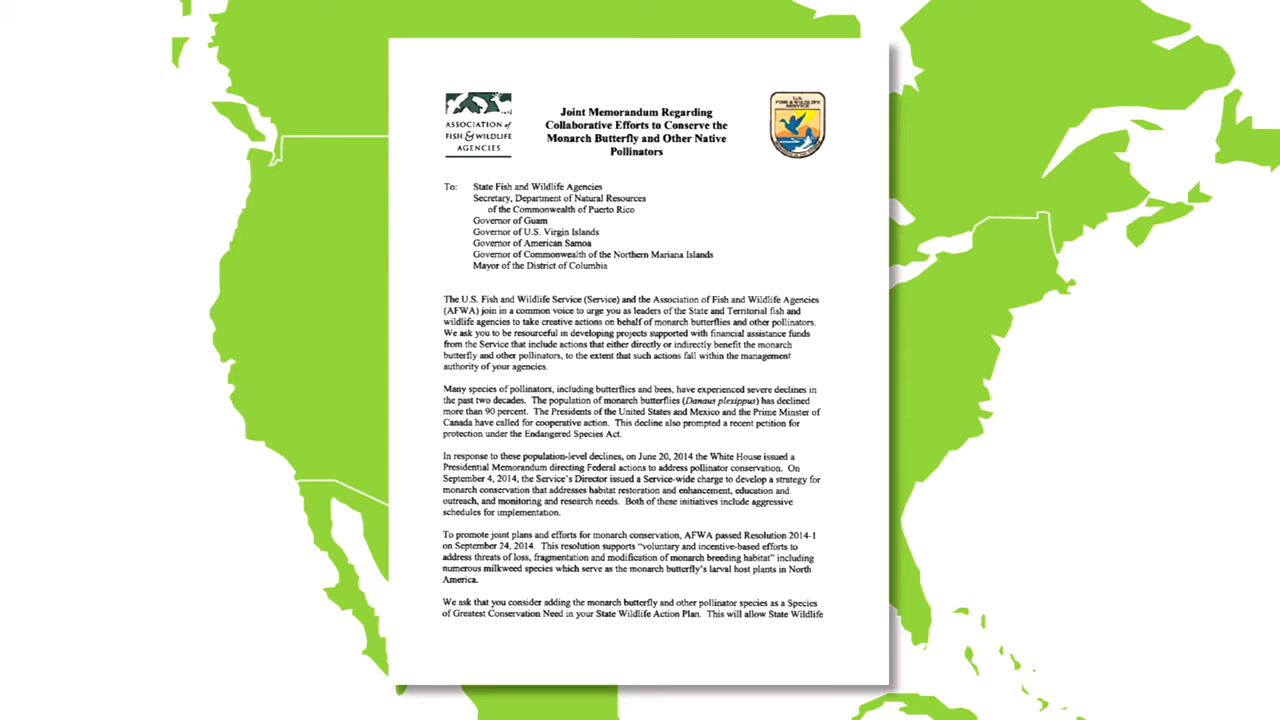 ASSOCIATION of
FISH & WILDLIFE
AGENCIES
Joint Memorandum Regarding
Collaborative Efforts to Conserve the
Monarch Butterfly and Other Native
Pollinators
U.S.
FISH & WILDLIFE
SERVICE
To: State Fish and Wildlife Agencies
Secretary, Department of Natural Resources
of the Commonwealth of Puerto Rico
Governor of Guam
Governor of U.S. Virgin Islands
Governor of American Samoa
Governor of Commonwealth of the Northern Mariana Islands
Mayor of the District of Columbia
The U.S. Fish and Wildlife Service (Service) and the Association of Fish and Wildlife Agencies
(AFWA) join in a common voice to urge you as leaders of the State and Territorial fish and
wildlife agencies to take creative actions on behalf of monarch butterflies and other pollinators.
We ask you to be resourceful in developing projects supported with financial assistance funds
from the Service that include actions that either directly or indirectly benefit the monarch
butterfly and other pollinators, to the extent that such actions fall within the management
authority of your agencies.
Many species of pollinators, including butterflies and bees, have experienced severe declines in
the past two decades. The population of monarch butterflies (Danaus plexippus) has declined
more than 90 percent. The Presidents of the United States and Mexico and the Prime Minster of
Canada have called for cooperative action. This decline also prompted a recent petition for
protection under the Endangered Species Act.
In response to these population-level declines, on June 20, 2014 the White House issued a
Presidential Memorandum directing Federal actions to address pollinator conservation. On
September 4, 2014, the Service's Director issued a Service-wide charge to develop a strategy for
monarch conservation that addresses habitat restoration and enhancement, education and
outreach, and monitoring and research needs. Both of these initiatives include aggressive
schedules for implementation.
To promote joint plans and efforts for monarch conservation, AFWA passed Resolution 2014-1
on September 24, 2014. This resolution supports "voluntary and incentive-based efforts to
address threats of loss, fragmentation and modification of monarch breeding habitat" including
numerous milkweed species which serve as the monarch butterfly's larval host plants in North
America.
We ask that you consider adding the monarch butterfly and other pollinator species as a Species
of Greatest Conservation Need in your State Wildlife Action Plan. This will allow State Wildlife